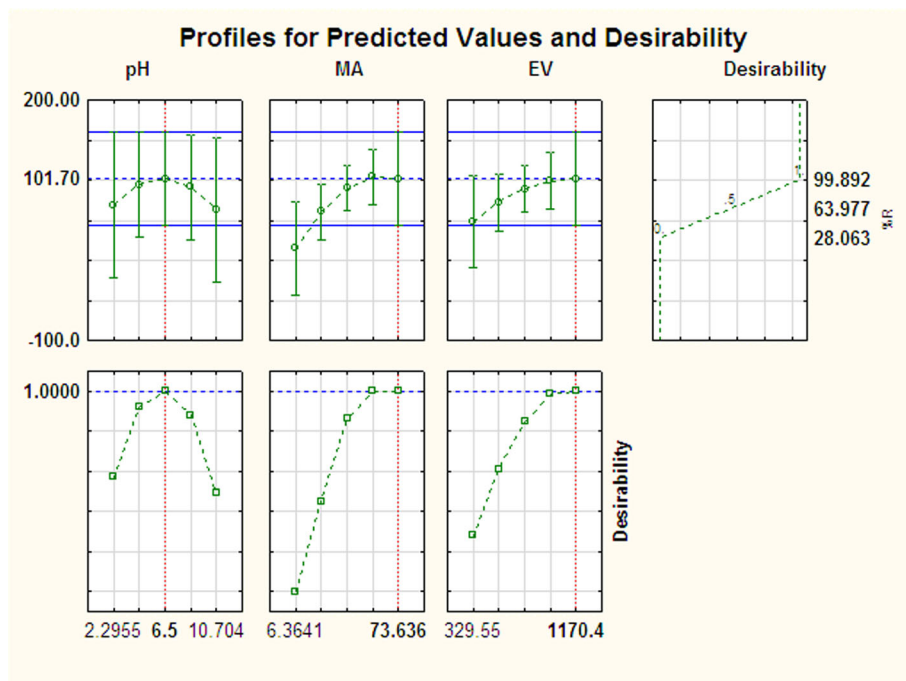 Profiles for Predicted Values and Desirability
pH MA EV Desirability
200.00
101.70
-100.0
0.
.5
1.
99.892
63.977
28.063
%R
1.0000
Desirability
2.2955 6.5 10.704 6.3641 73.636 329.55 1170.4